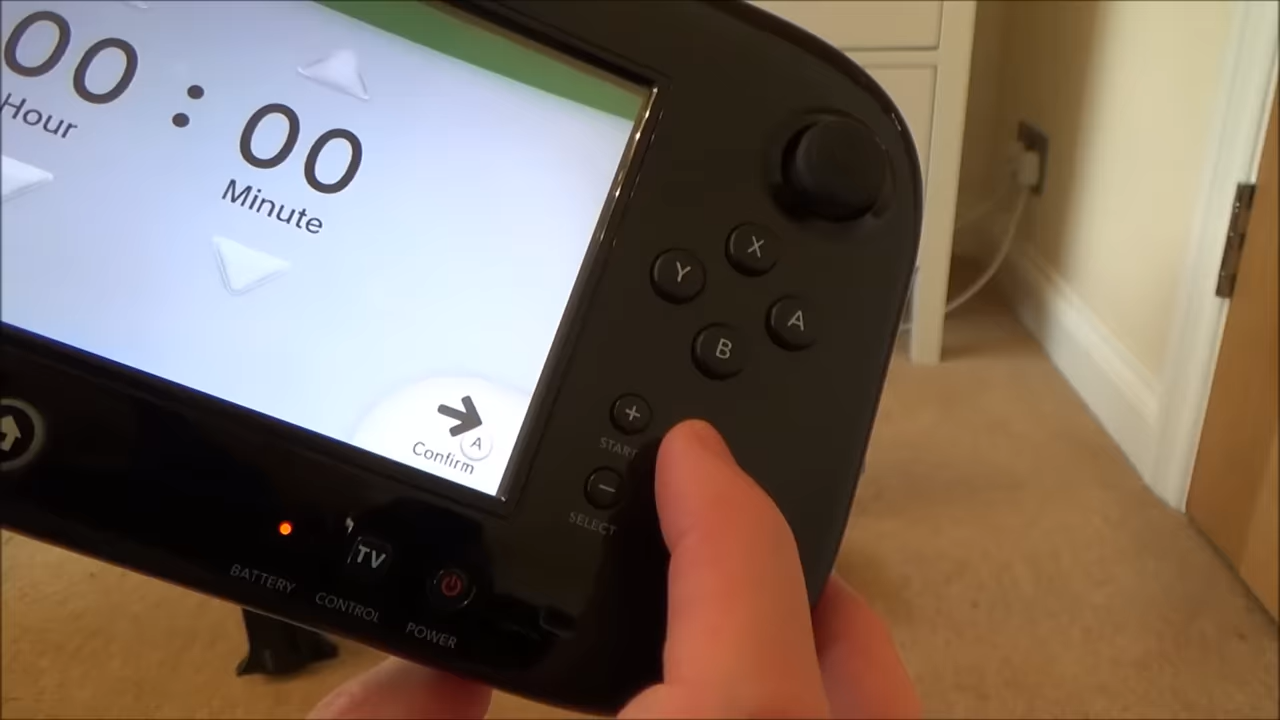 00 : 00
Hour
Minute
X
Y
A
B
+
START
A
Confirm
-
SELECT
TV
BATTERY
CONTROL
POWER